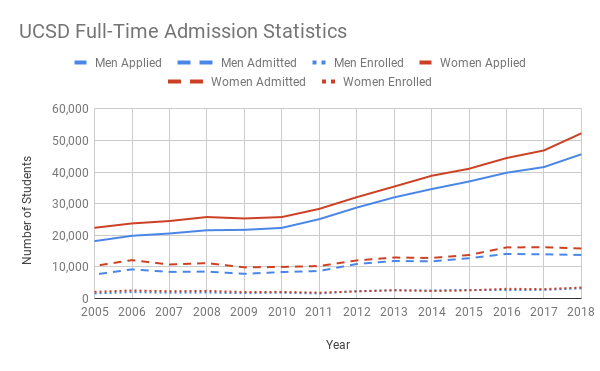 UCSD Full-Time Admission Statistics
Men Applied Men Admitted Men Enrolled Women Applied
Women Admitted Women Enrolled
60,000
50,000
40,000
30,000
20,000
10,000
0
Number of Students
2005 2006 2007 2008 2009 2010 2011 2012 2013 2014 2015 2016 2017 2018
Year